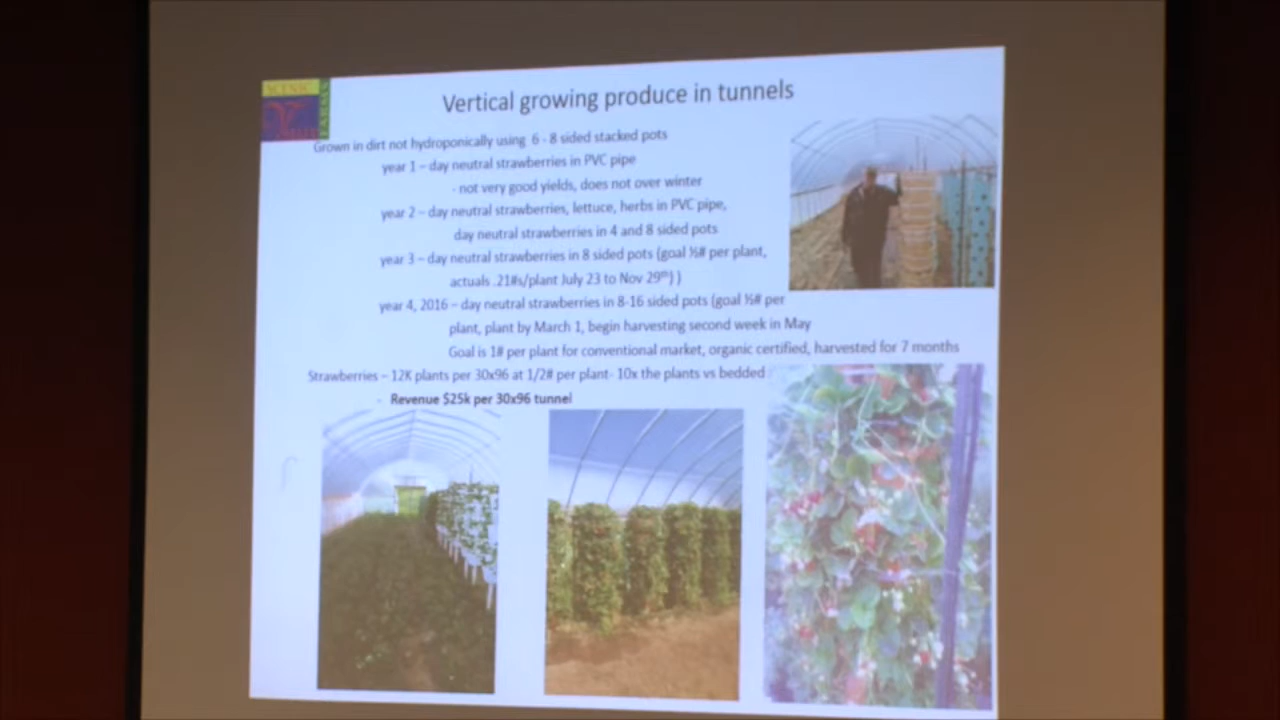 SCENIC
FARMS
Vertical growing produce in tunnels
Grown in dirt not hydroponically using 6 - 8 sided stacked pots
year 1 – day neutral strawberries in PVC pipe
- not very good yields, does not over winter
year 2 – day neutral strawberries, lettuce, herbs in PVC pipe,
day neutral strawberries in 4 and 8 sided pots
year 3 – day neutral strawberries in 8 sided pots (goal ½# per plant,
actuals .21#s/plant July 23 to Nov 29th) )
year 4, 2016 – day neutral strawberries in 8-16 sided pots (goal ½# per
plant, plant by March 1, begin harvesting second week in May
Goal is 1# per plant for conventional market, organic certified, harvested for 7 months
Strawberries – 12K plants per 30x96 at 1/2# per plant- 10x the plants vs bedded
- Revenue $25k per 30x96 tunnel